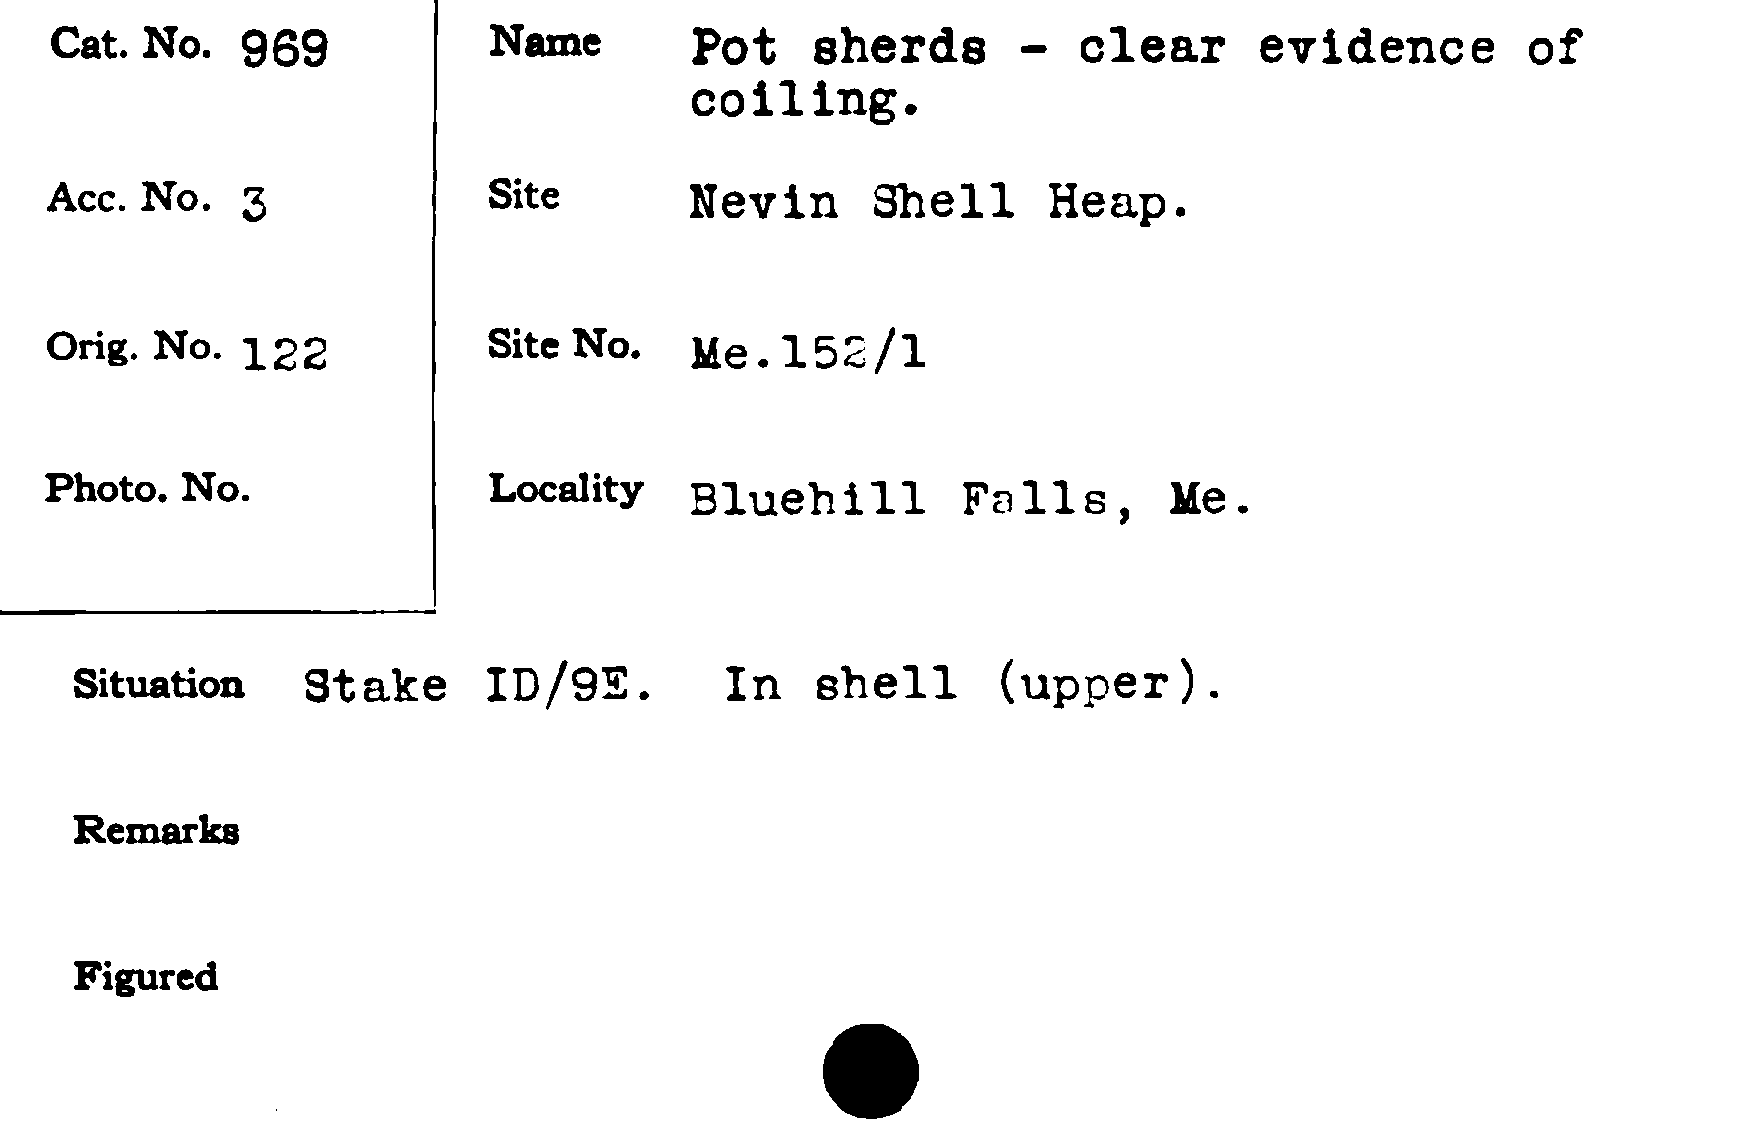 Cat. No. 969
Name Pot sherds - clear evidence of
coiling.
Acc. No. 3
Site Nevin Shell Heap.
Orig. No. 122
Site No. Me.152/1
Photo. No.
Locality Bluehill Falls, Me.
Situation Stake ID/9E. In shell (upper).
Remarks
Figured